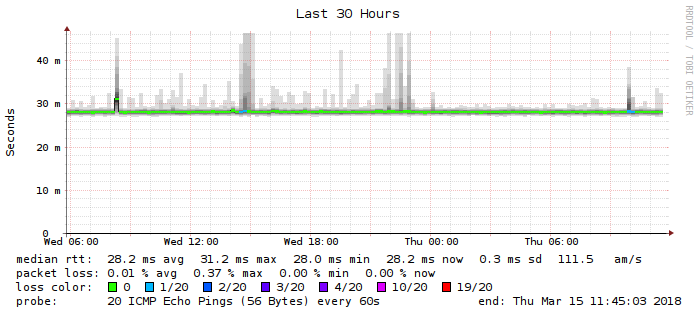 Last 30 Hours
RRDTOOL / TOBI OETIKER
Seconds
40 m
30 m
20 m
10 m
0
Wed 06:00 Wed 12:00 Wed 18:00 Thu 00:00 Thu 06:00
median rtt: 28.2 ms avg 31.2 ms max 28.0 ms min 28.2 ms now 0.3 ms sd 111.5 am/s
packet loss: 0.01 % avg 0.37 % max 0.00 % min 0.00 % now
loss color: 0 1/20 2/20 3/20 4/20 10/20 19/20
probe: 20 ICMP Echo Pings (56 Bytes) every 60s end: Thu Mar 15 11:45:03 2018